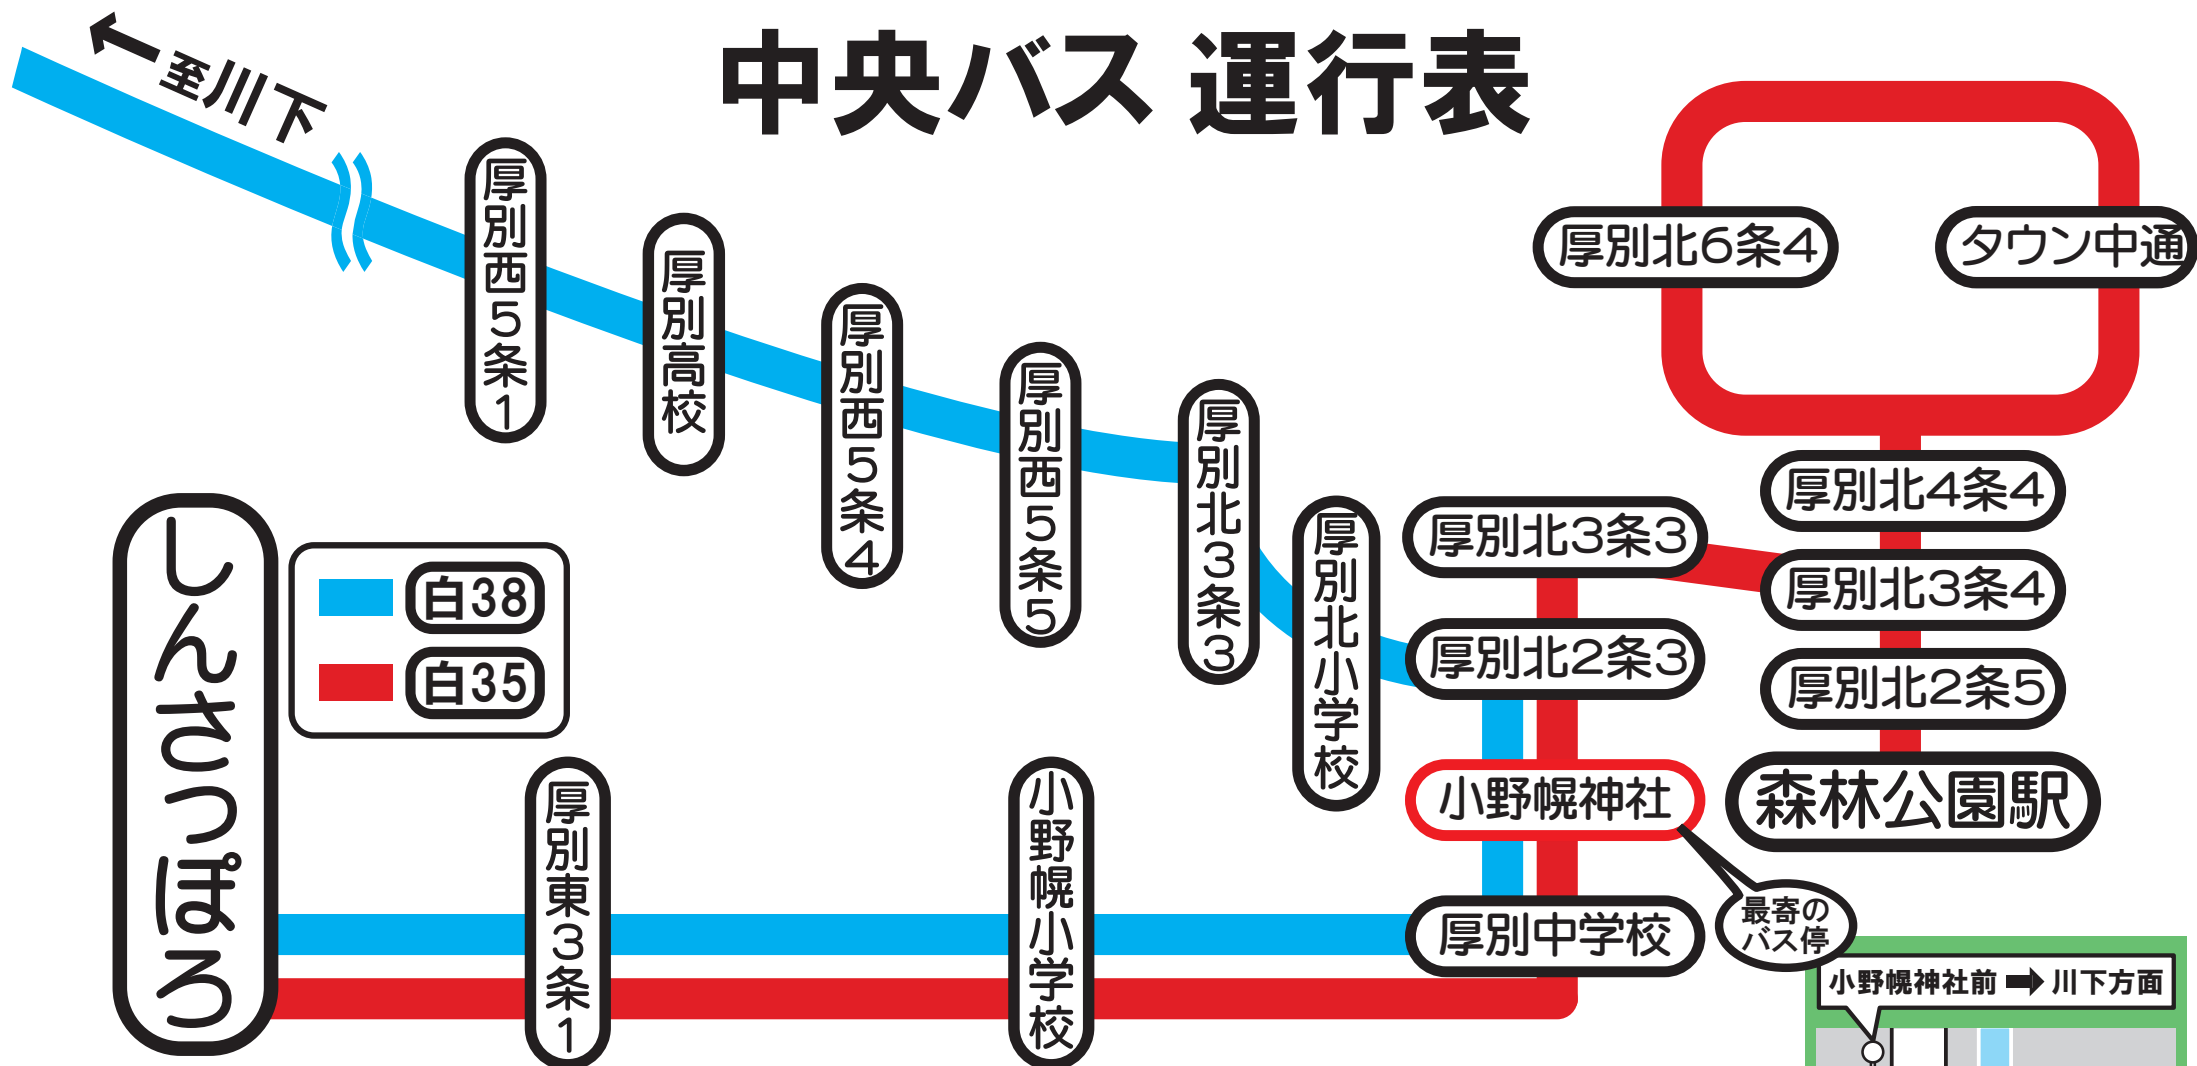 中央バス 運行表
←至川下
厚別西5条1
厚別高校
厚別西5条4
厚別西5条5
厚別北3条3
厚別北小学校
厚別北6条4
タウン中通
厚別北4条4
厚別北3条3
厚別北3条4
厚別北2条3
厚別北2条5
小野幌神社
森林公園駅
厚別中学校
最寄の
バス停
しんさっぽろ
白38
白35
厚別東3条1
小野幌小学校
小野幌神社前➡川下方面